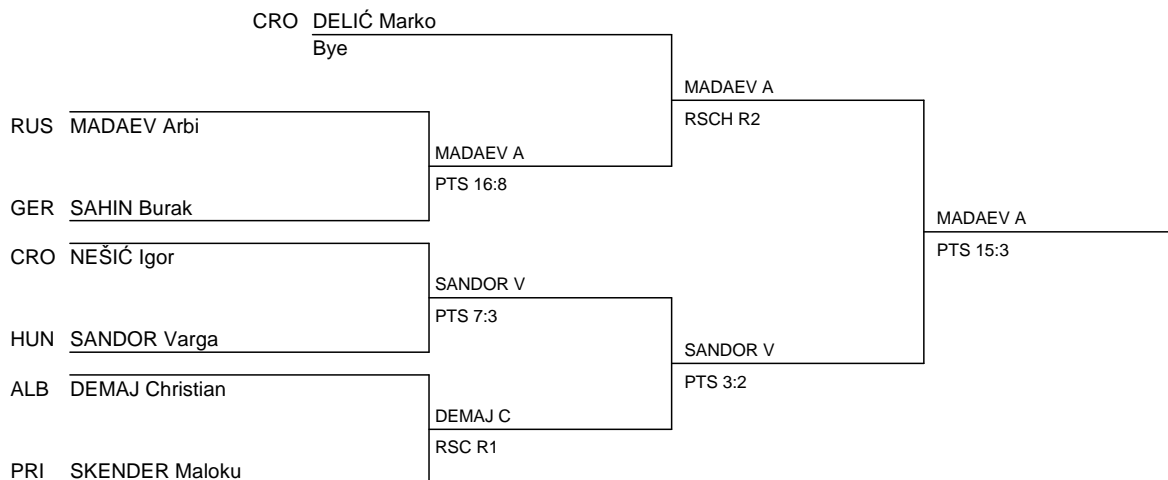 CRO DELIĆ Marko
Bye
MADAEV A
RSCH R2
RUS MADAEV Arbi
MADAEV A
PTS 16:8
GER SAHIN Burak
MADAEV A
PTS 15:3
CRO NEŠIĆ Igor
SANDOR V
PTS 7:3
HUN SANDOR Varga
SANDOR V
PTS 3:2
ALB DEMAJ Christian
DEMAJ C
RSC R1
PRI SKENDER Maloku